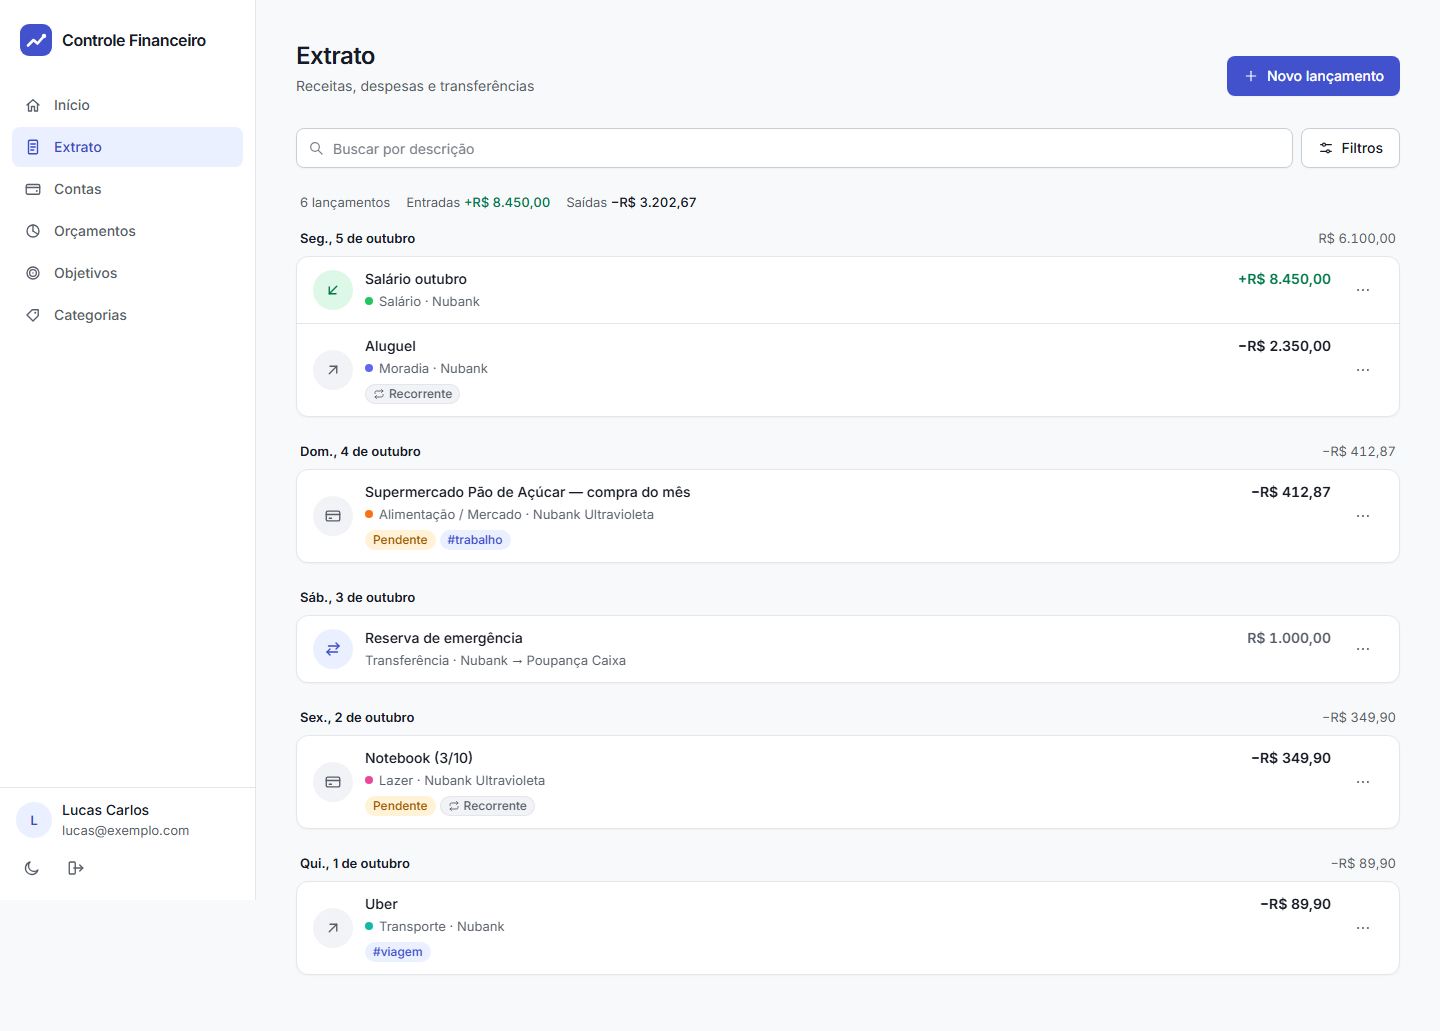 Controle Financeiro
Início
Extrato
Contas
Orçamentos
Objetivos
Categorias
Lucas Carlos
L
lucas@exemplo.com
Extrato
Receitas, despesas e transferências
Novo lançamento
Buscar por descrição
Filtros
6 lançamentos Entradas +R$ 8.450,00 Saídas −R$ 3.202,67
Seg., 5 de outubro R$ 6.100,00
Salário outubro +R$ 8.450,00
Salário · Nubank
Aluguel −R$ 2.350,00
Moradia · Nubank
Recorrente
Dom., 4 de outubro −R$ 412,87
Supermercado Pão de Açúcar — compra do mês −R$ 412,87
Alimentação / Mercado · Nubank Ultravioleta
Pendente #trabalho
Sáb., 3 de outubro
Reserva de emergência R$ 1.000,00
Transferência · Nubank → Poupança Caixa
Sex., 2 de outubro −R$ 349,90
Notebook (3/10) −R$ 349,90
Lazer · Nubank Ultravioleta
Pendente Recorrente
Qui., 1 de outubro −R$ 89,90
Uber −R$ 89,90
Transporte · Nubank
#viagem